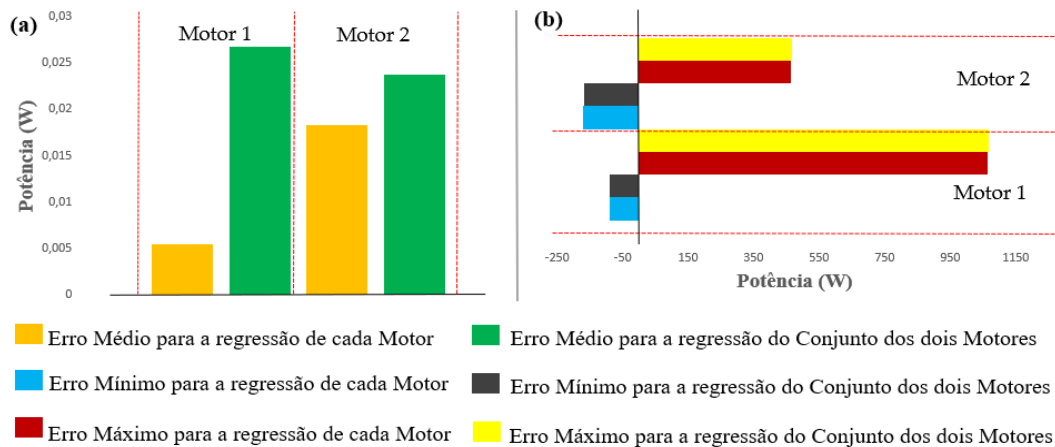 (a)
Motor 1
Motor 2
Potência (W)
0,03
0,025
0,02
0,015
0,01
0,005
0
(b)
Motor 2
Motor 1
-250 -50 150 350 550 750 950 1150
Potência (W)
Erro Médio para a regressão de cada Motor
Erro Médio para a regressão do Conjunto dos dois Motores
Erro Mínimo para a regressão de cada Motor
Erro Mínimo para a regressão do Conjunto dos dois Motores
Erro Máximo para a regressão de cada Motor
Erro Máximo para a regressão do Conjunto dos dois Motores